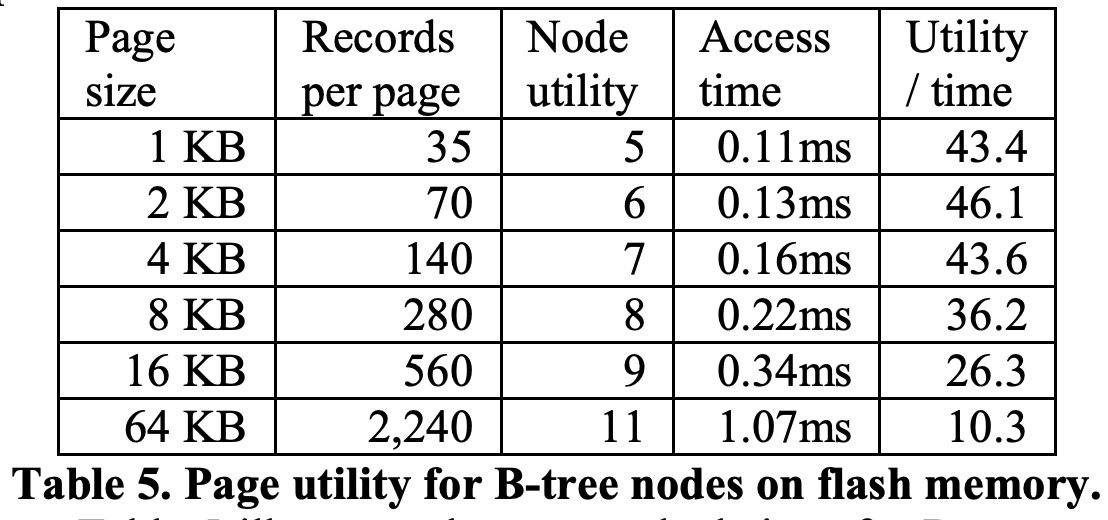 Page size Records per page Node utility Access time Utility / time
1 KB 35 5 0.11ms 43.4
2 KB 70 6 0.13ms 46.1
4 KB 140 7 0.16ms 43.6
8 KB 280 8 0.22ms 36.2
16 KB 560 9 0.34ms 26.3
64 KB 2,240 11 1.07ms 10.3
Table 5. Page utility for B-tree nodes on flash memory.